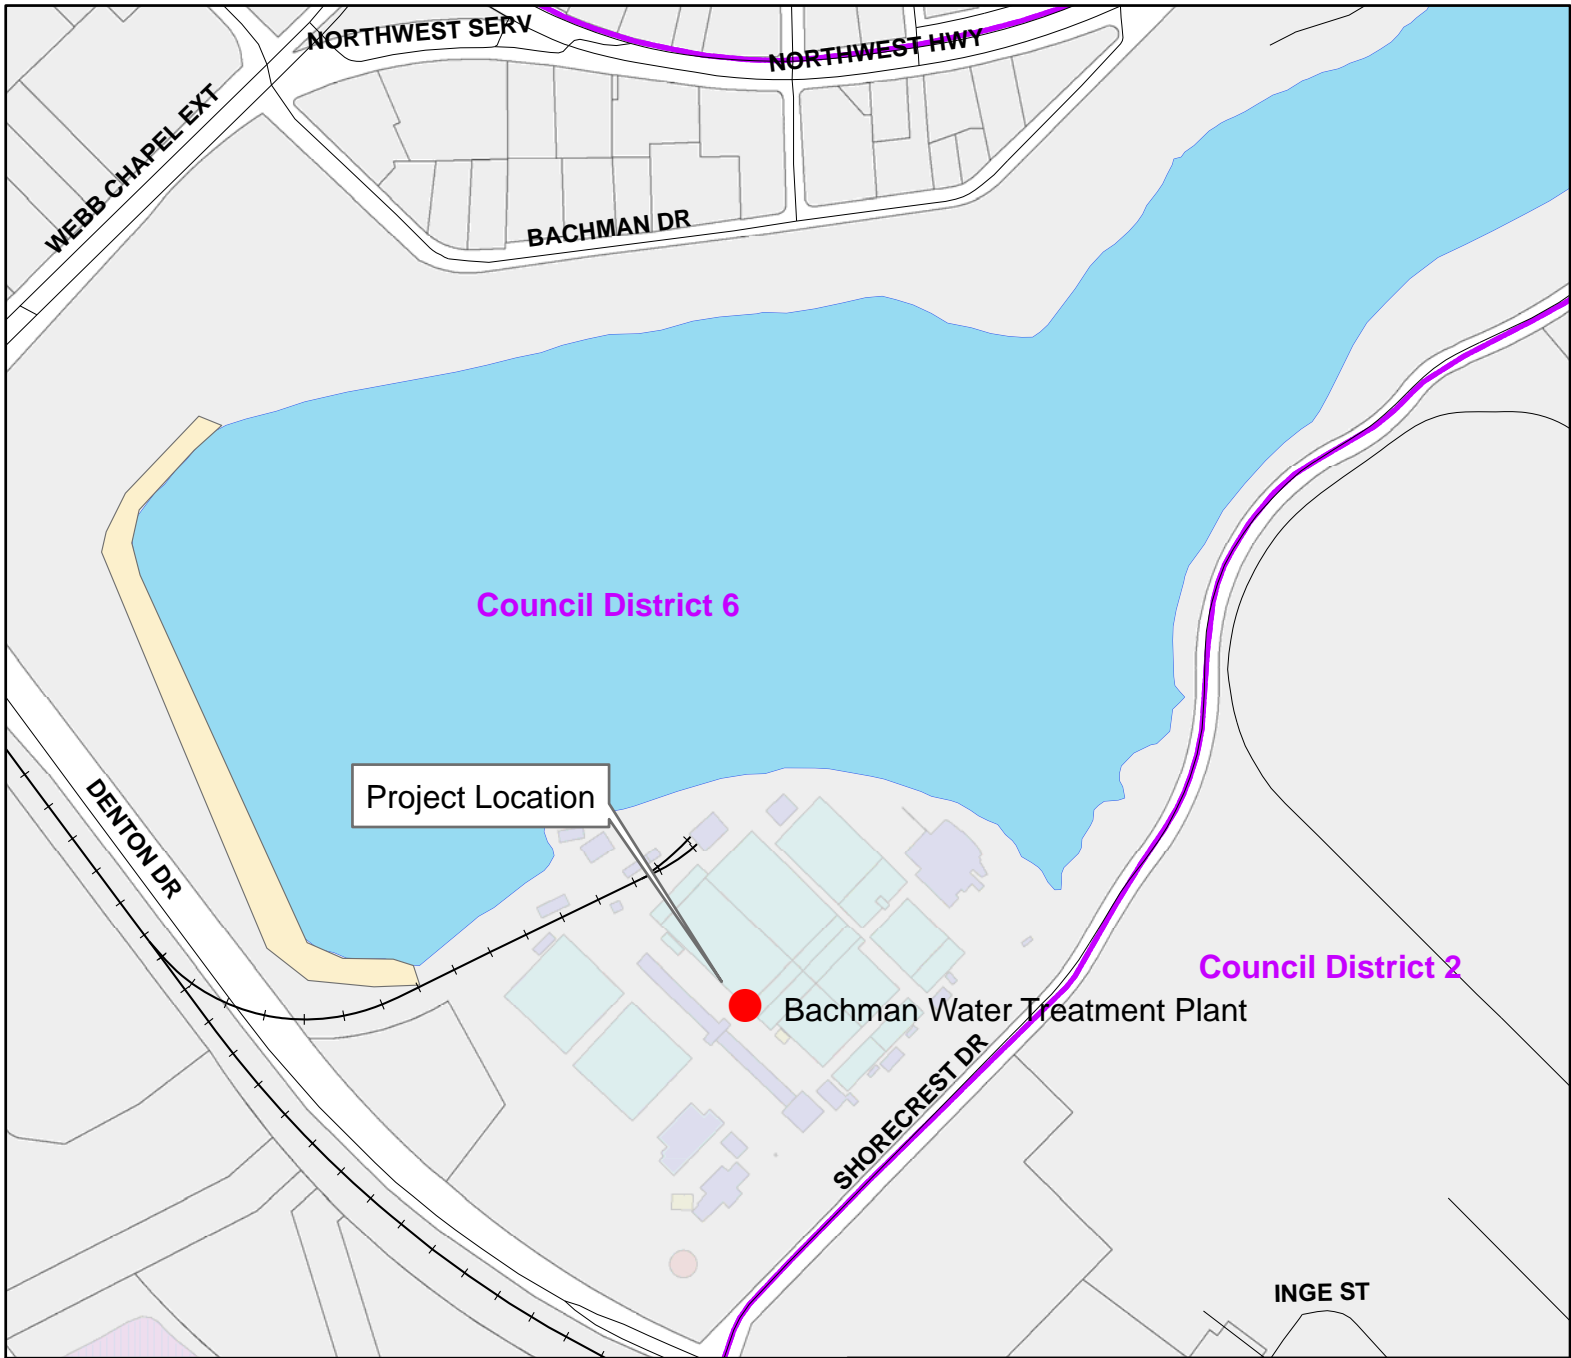 NORTHWEST SERV
NORTHWEST HWY
WEBB CHAPEL EXT
BACHMAN DR
Council District 6
Project Location
DENTON DR
Council District 2
Bachman Water Treatment Plant
SHORECREST DR
INGE ST